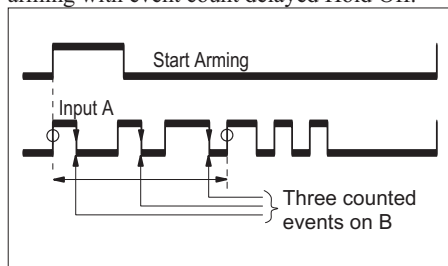 arming with event count delayed Hold Off.
Start Arming
Input A
Three counted
events on B